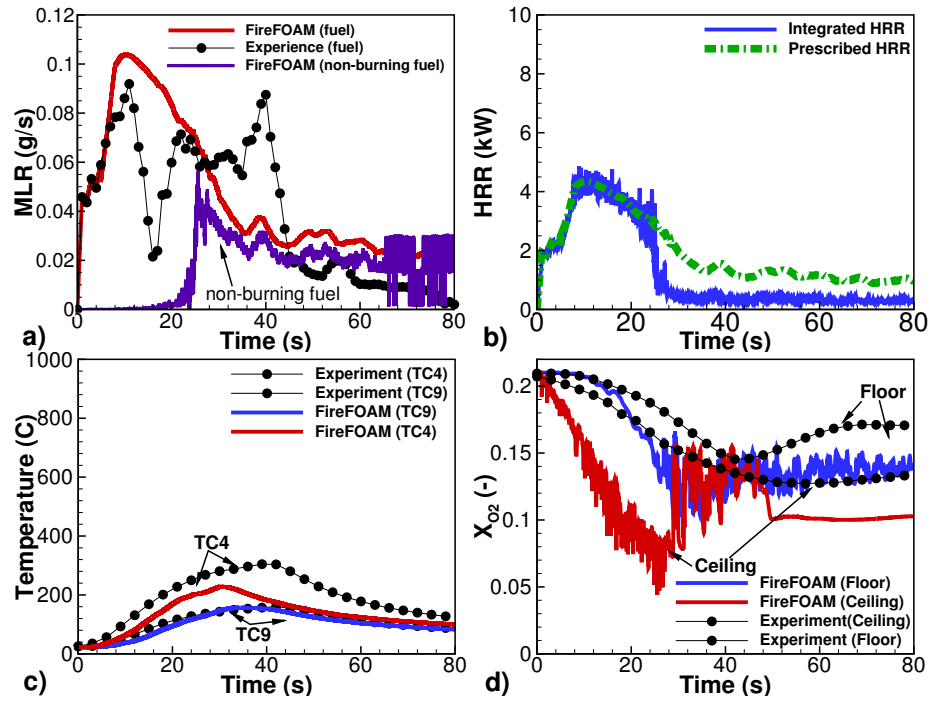 0.12
0.1
0.08
0.06
0.04
0.02
0
MLR (g/s)
FireFOAM (fuel)
Experience (fuel)
FireFOAM (non-burning fuel)
non-burning fuel
0 20 40 60 80
a) Time (s)
10
8
6
4
2
0
HRR (kW)
Integrated HRR
Prescribed HRR
0 20 40 60 80
b) Time (s)
1000
800
600
400
200
0
Temperature (C)
Experiment (TC4)
Experiment (TC9)
FireFOAM (TC9)
FireFOAM (TC4)
TC4
TC9
0 20 40 60 80
c) Time (s)
0.2
0.15
0.1
0.05
0
X_O2 (-)
Floor
Ceiling
FireFOAM (Floor)
FireFOAM (Ceiling)
Experiment(Ceiling)
Experiment (Floor)
0 20 40 60 80
d) Time (s)